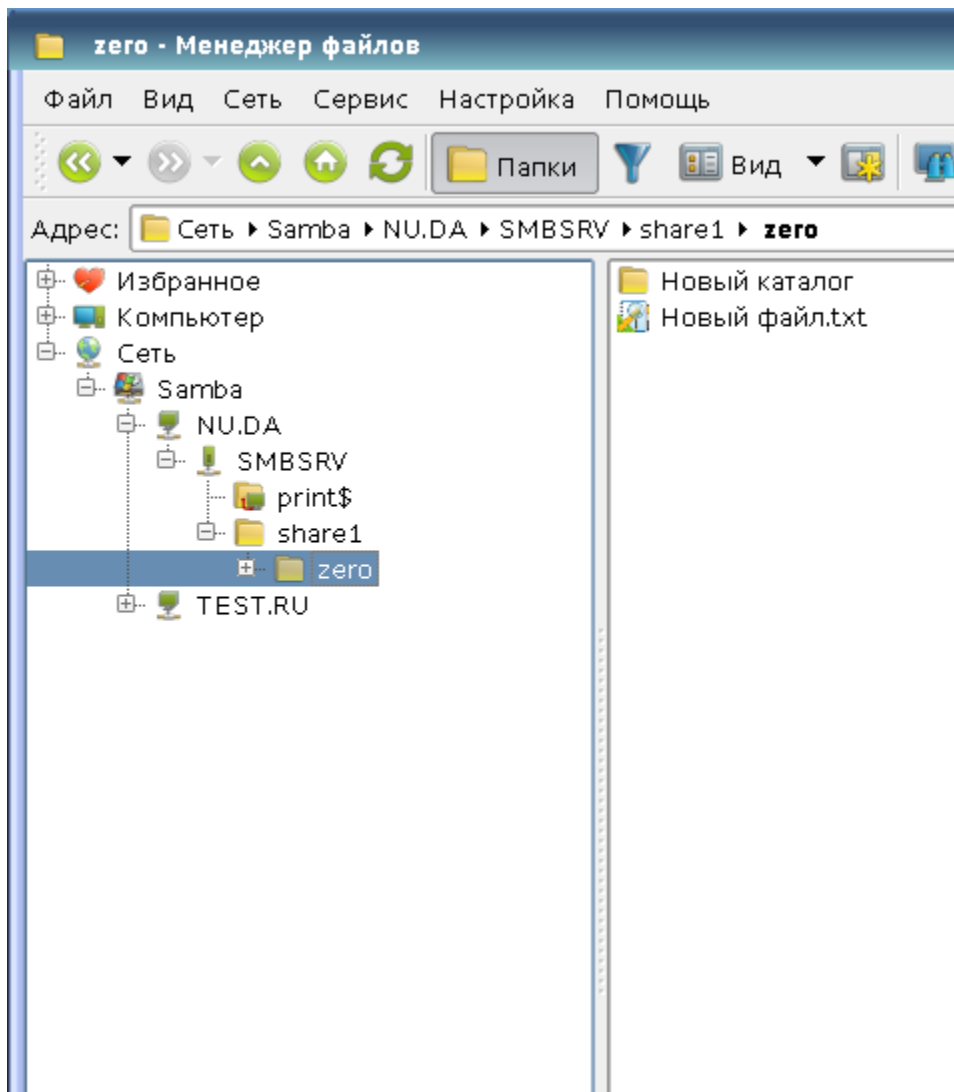 zero - Менеджер файлов
Файл Вид Сеть Сервис Настройка Помощь
Папки Вид
Адрес: Сеть Samba NU.DA SMBSRV share1 zero
Избранное
Компьютер
Сеть
Samba
NU.DA
SMBSRV
print$
share1
zero
TEST.RU
Новый каталог
Новый файл.txt